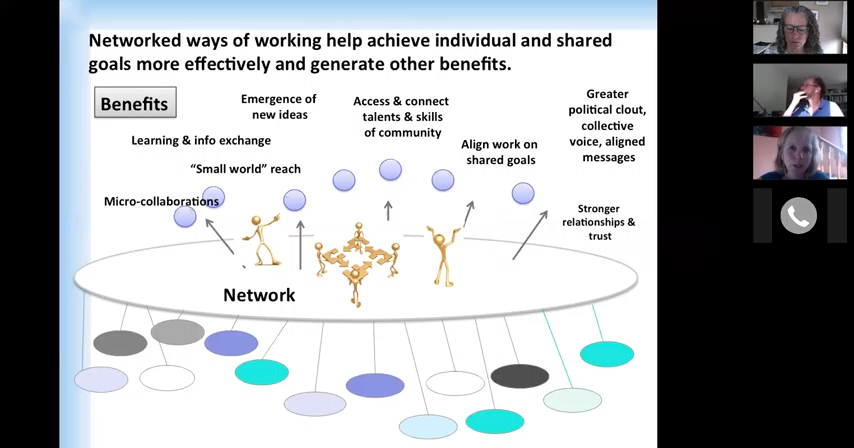 Networked ways of working help achieve individual and shared
goals more effectively and generate other benefits.
Benefits
Emergence of
new ideas
Access & connect
talents & skills
of community
Greater
political clout,
collective
voice, aligned
messages
Learning & info exchange
Align work on
shared goals
“Small world” reach
Micro-collaborations
Stronger
relationships &
trust
Network